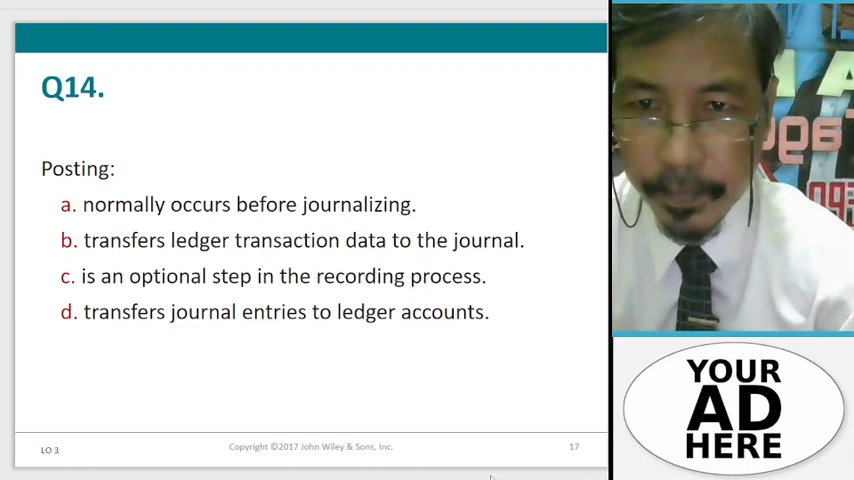 Q14.
Posting:
a. normally occurs before journalizing.
b. transfers ledger transaction data to the journal.
c. is an optional step in the recording process.
d. transfers journal entries to ledger accounts.
LO 3
Copyright ©2017 John Wiley & Sons, Inc.
17
YOUR
AD
HERE